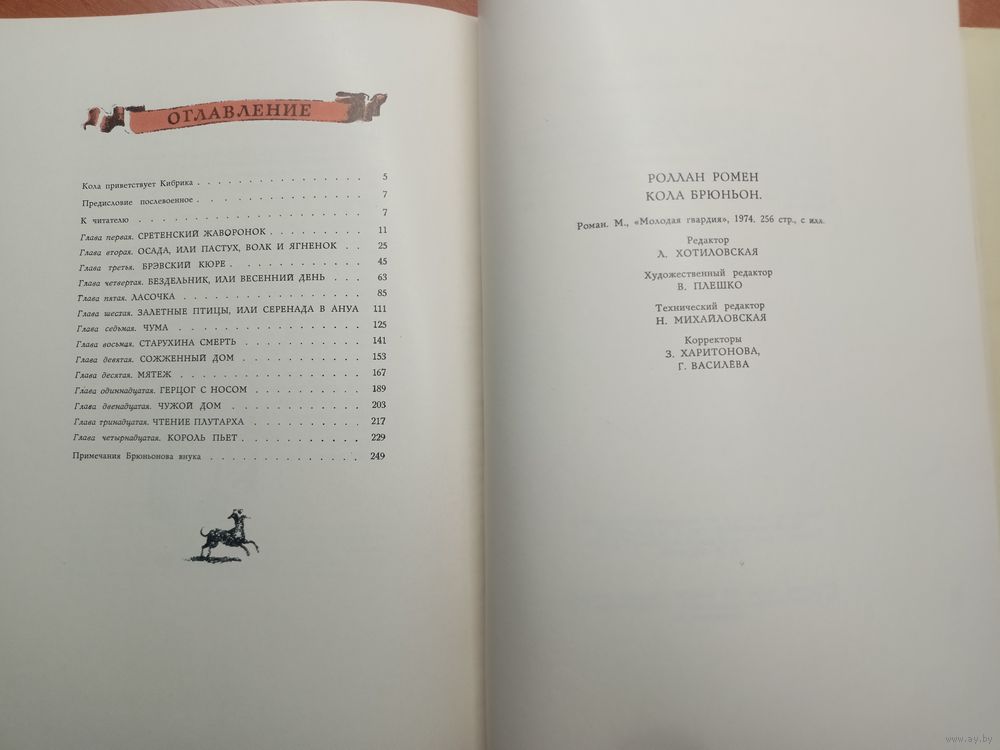 ОГЛАВЛЕНИЕ
Кола приветствует Кибрика . . . . . . . . . . . . . . . 5
Предисловие послевоенное . . . . . . . . . . . . . . . 7
К читателю . . . . . . . . . . . . . . . . . . . . 7
Глава первая. СРЕТЕНСКИЙ ЖАВОРОНОК . . . . . . . . . 11
Глава вторая. ОСАДА, ИЛИ ПАСТУХ, ВОЛК И ЯГНЕНОК . . 25
Глава третья. БРЭВСКИЙ КЮРЕ . . . . . . . . . . . . 45
Глава четвертая. БЕЗДЕЛЬНИК, ИЛИ ВЕСЕННИЙ ДЕНЬ . . . . 63
Глава пятая. ЛАСОЧКА . . . . . . . . . . . . . . . . 85
Глава шестая. ЗАЛЕТНЫЕ ПТИЦЫ, ИЛИ СЕРЕНАДА В АНУА 111
Глава седьмая. ЧУМА . . . . . . . . . . . . . . . . 125
Глава восьмая. СТАРУХИНА СМЕРТЬ . . . . . . . . . . . 141
Глава девятая. СОЖЖЕННЫЙ ДОМ . . . . . . . . . . . 153
Глава десятая. МЯТЕЖ . . . . . . . . . . . . . . . . 167
Глава одиннадцатая. ГЕРЦОГ С НОСОМ . . . . . . . . . . 189
Глава двенадцатая. ЧУЖОЙ ДОМ . . . . . . . . . . . . 203
Глава тринадцатая. ЧТЕНИЕ ПЛУТАРХА . . . . . . . . . . 217
Глава четырнадцатая. КОРОЛЬ ПЬЕТ . . . . . . . . . . . 229
Примечания Брюньонова внука . . . . . . . . . . . . . 249
РОЛЛАН РОМЕН
КОЛА БРЮНЬОН.
Роман. М., «Молодая гвардия», 1974. 256 стр., с илл.
Редактор
Л. ХОТИЛОВСКАЯ
Художественный редактор
В. ПЛЕШКО
Технический редактор
Н. МИХАЙЛОВСКАЯ
Корректоры
З. ХАРИТОНОВА,
Г. ВАСИЛЁВА
www.ay.by